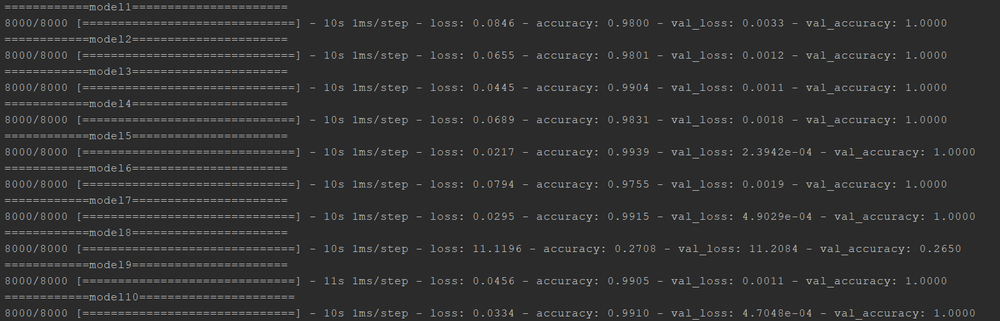 ============model1======================
8000/8000 [==============================] - 10s 1ms/step - loss: 0.0846 - accuracy: 0.9800 - val_loss: 0.0033 - val_accuracy: 1.0000
============model2======================
8000/8000 [==============================] - 10s 1ms/step - loss: 0.0655 - accuracy: 0.9801 - val_loss: 0.0012 - val_accuracy: 1.0000
============model3======================
8000/8000 [==============================] - 10s 1ms/step - loss: 0.0445 - accuracy: 0.9904 - val_loss: 0.0011 - val_accuracy: 1.0000
============model4======================
8000/8000 [==============================] - 10s 1ms/step - loss: 0.0689 - accuracy: 0.9831 - val_loss: 0.0018 - val_accuracy: 1.0000
============model5======================
8000/8000 [==============================] - 10s 1ms/step - loss: 0.0217 - accuracy: 0.9939 - val_loss: 2.3942e-04 - val_accuracy: 1.0000
============model6======================
8000/8000 [==============================] - 10s 1ms/step - loss: 0.0794 - accuracy: 0.9755 - val_loss: 0.0019 - val_accuracy: 1.0000
============model7======================
8000/8000 [==============================] - 10s 1ms/step - loss: 0.0295 - accuracy: 0.9915 - val_loss: 4.9029e-04 - val_accuracy: 1.0000
============model8======================
8000/8000 [==============================] - 10s 1ms/step - loss: 11.1196 - accuracy: 0.2708 - val_loss: 11.2084 - val_accuracy: 0.2650
============model9======================
8000/8000 [==============================] - 11s 1ms/step - loss: 0.0456 - accuracy: 0.9905 - val_loss: 0.0011 - val_accuracy: 1.0000
============model10======================
8000/8000 [==============================] - 10s 1ms/step - loss: 0.0334 - accuracy: 0.9910 - val_loss: 4.7048e-04 - val_accuracy: 1.0000